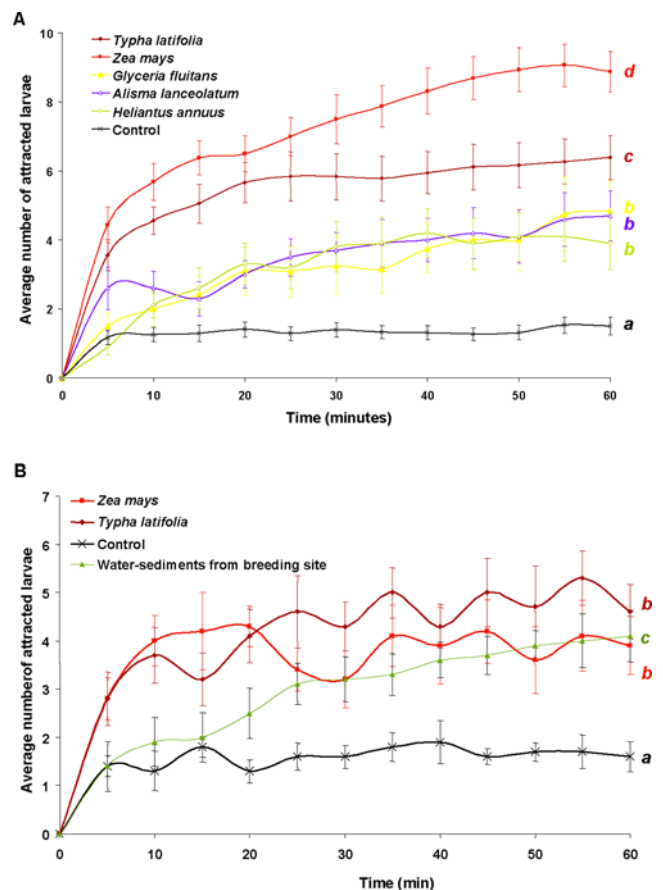 A
Typha latifolia
Zea mays
Glyceria fluitans
Alisma lanceolatum
Heliantus annuus
Control
Average number of attracted larvae
10
8
6
4
2
0
d
c
b
b
b
a
0 10 20 30 40 50 60
Time (minutes)
B
Zea mays
Typha latifolia
Control
Water-sediments from breeding site
Average numberof attracted larvae
7
6
5
4
3
2
1
0
b
c
b
a
0 10 20 30 40 50 60
Time (min)